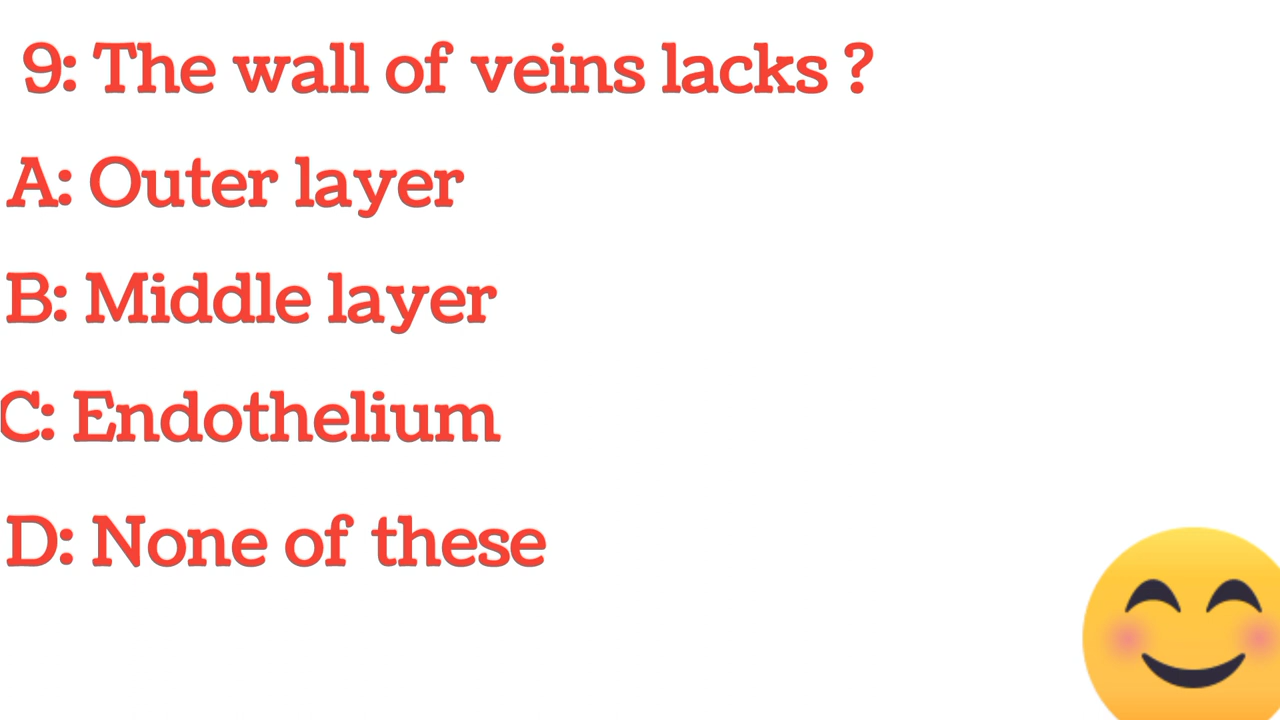 9: The wall of veins lacks ?
A: Outer layer
B: Middle layer
C: Endothelium
D: None of these